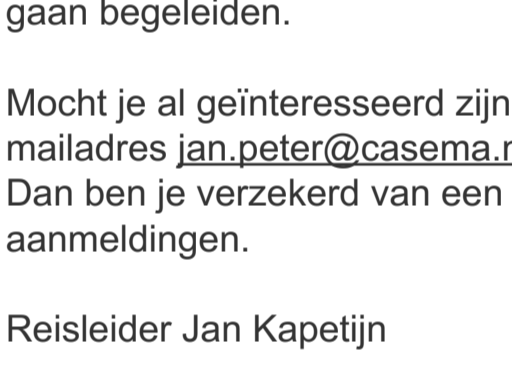 gaan begeleiden.
Mocht je al geïnteresseerd zijn
mailadres jan.peter@casema.
Dan ben je verzekerd van een
aanmeldingen.
Reisleider Jan Kapetijn